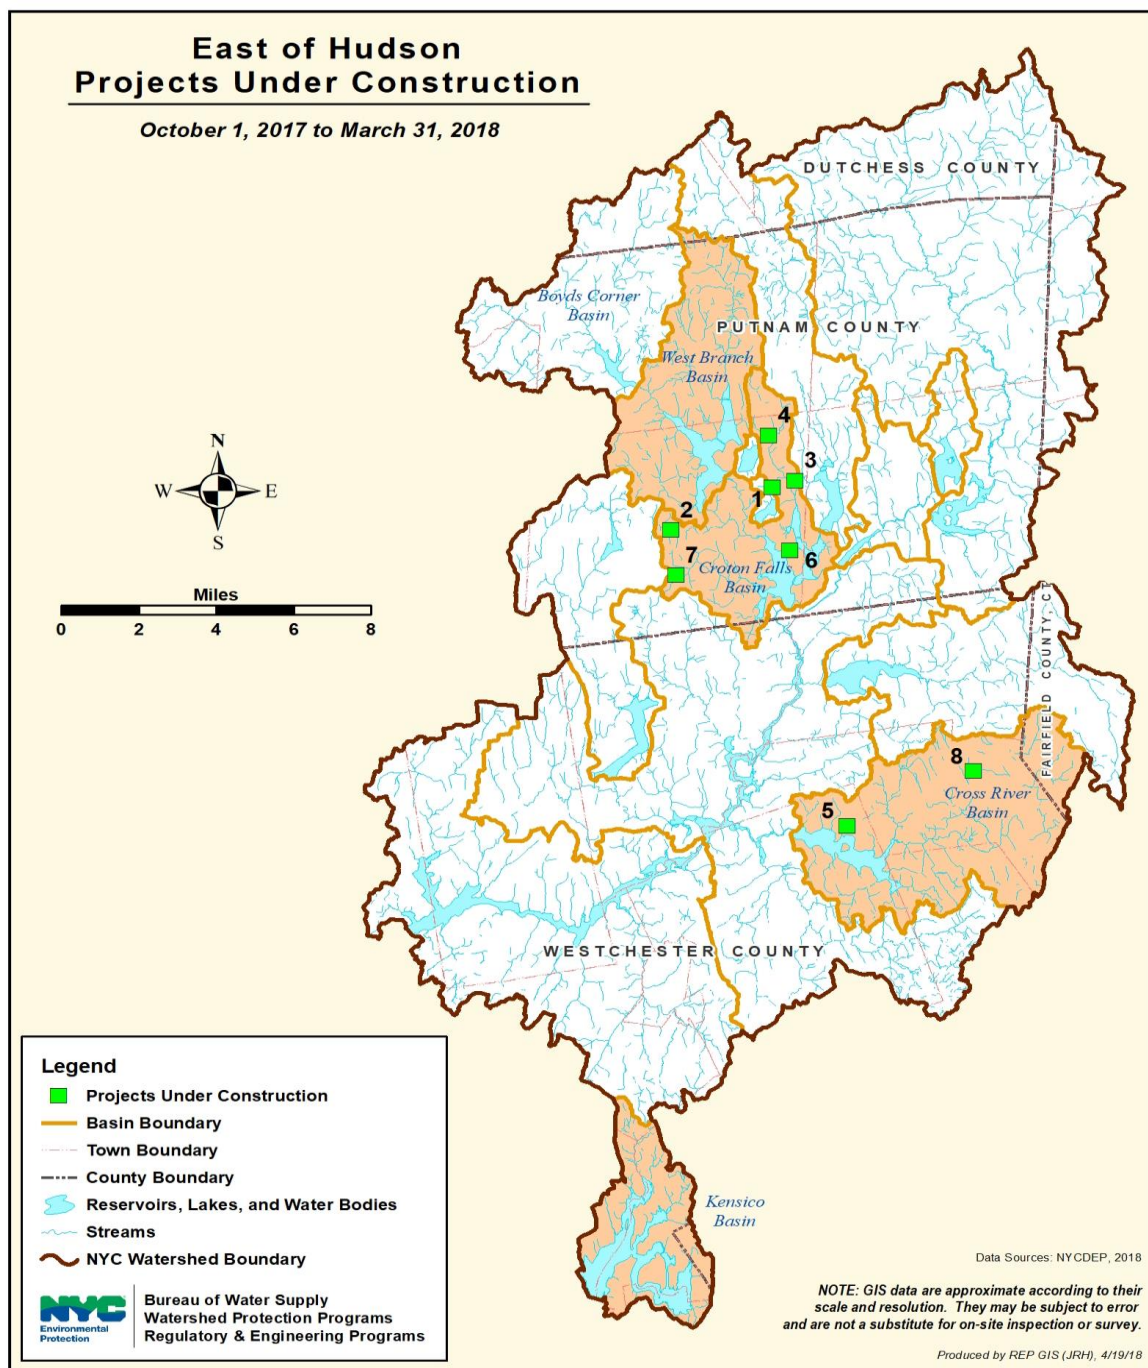 East of Hudson
Projects Under Construction
October 1, 2017 to March 31, 2018
DUTCHESS COUNTY
Boyds Corner
Basin
PUTNAM COUNTY
West Branch
Basin
4
3
1
2
6
7
Croton Falls
Basin
N
W
E
S
Miles
0 2 4 6 8
FAIRFIELD COUNTY, CT
8
Cross River
Basin
5
WESTCHESTER COUNTY
Kensico
Basin
Legend
Projects Under Construction
Basin Boundary
Town Boundary
County Boundary
Reservoirs, Lakes, and Water Bodies
Streams
NYC Watershed Boundary
NYC
Environmental
Protection
Bureau of Water Supply
Watershed Protection Programs
Regulatory & Engineering Programs
Data Sources: NYCDEP, 2018
NOTE: GIS data are approximate according to their
scale and resolution. They may be subject to error
and are not a substitute for on-site inspection or survey.
Produced by REP GIS (JRH), 4/19/18